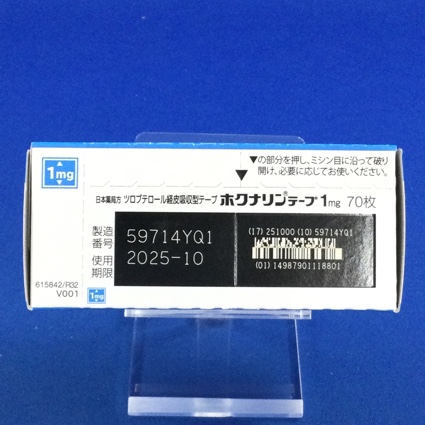 1mg
▼の部分を押し、ミシン目に沿って破り
開け、必要に応じてお使いください。
日本薬局方 ツロブテロール経皮吸収型テープ ホクナリンテープ1mg 70枚
製造番号 59714YQ1
使用期限 2025-10
(17) 251000 (10) 59714YQ1
(01) 14987901118801
615842/R32
V001
1mg